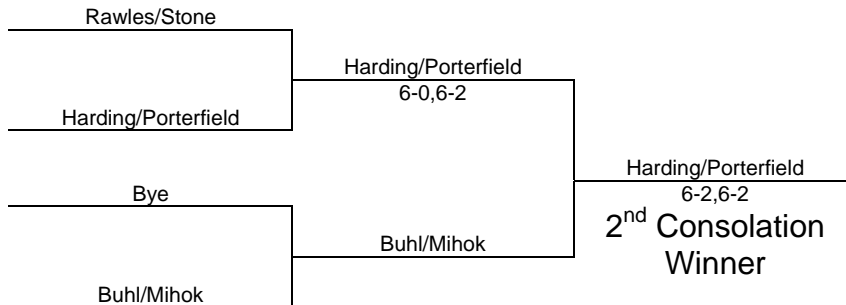 Rawles/Stone
Harding/Porterfield
6-0,6-2
Harding/Porterfield
Harding/Porterfield
6-2,6-2
2nd Consolation
Winner
Bye
Buhl/Mihok
Buhl/Mihok